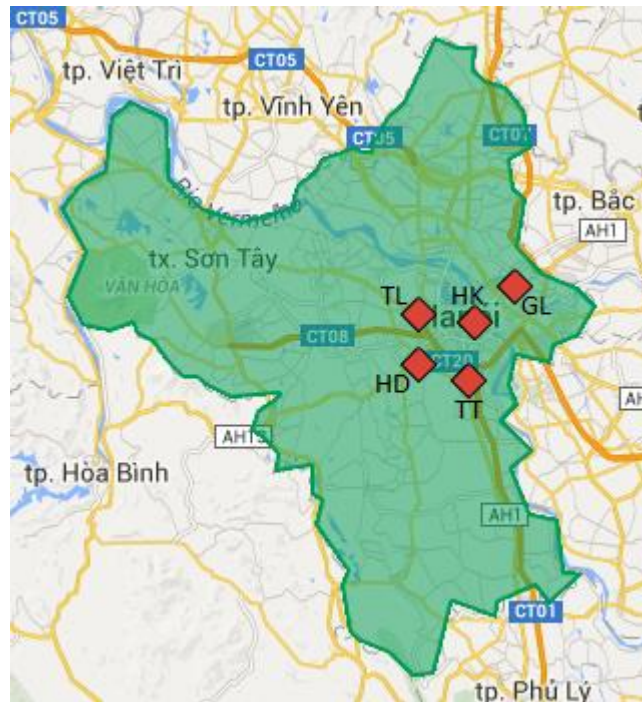 CT05
tp. Việt Trì
CT05
tp. Vĩnh Yên
CT05
CT07
tp. Bắc
AH1
tx. Sơn Tây
VÂN HÒA
TL
HK
GL
CT08
CT20
HD
TT
AH13
tp. Hòa Bình
AH1
CT01
tp. Phủ Lý